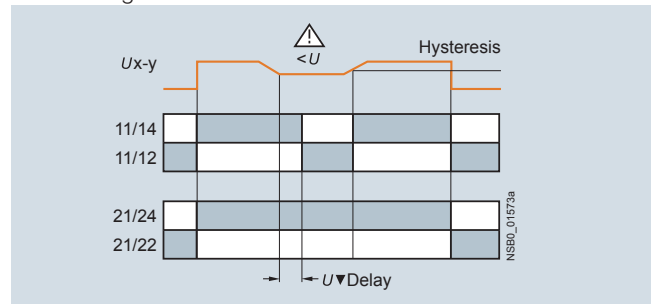 Hysteresis
<U
Ux-y
11/14
11/12
21/24
21/22
NSB0_01573a
U▼Delay